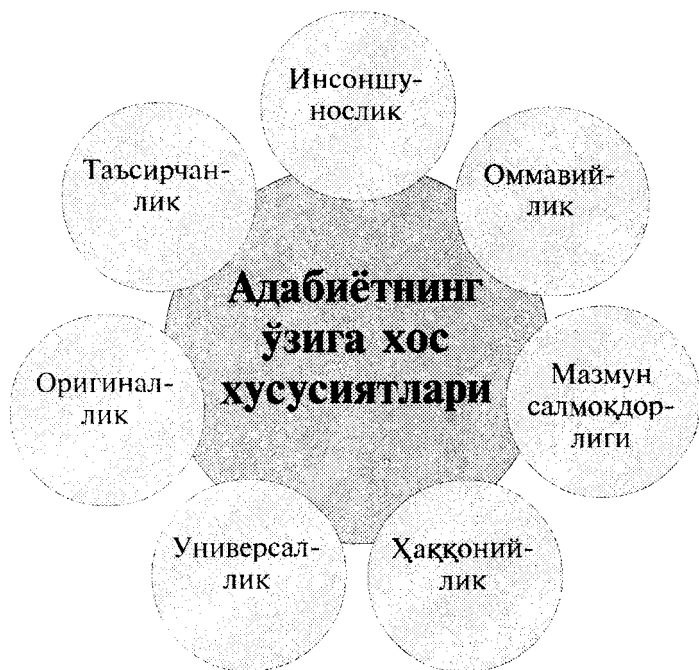 Инсоншу-
нослик
Таъсирчан-
лик
Оммавий-
лик
Адабиётнинг
ўзига хос
хусусиятлари
Оригинал-
лик
Мазмун
салмоқдор-
лиги
Универсал-
лик
Ҳаққоний-
лик